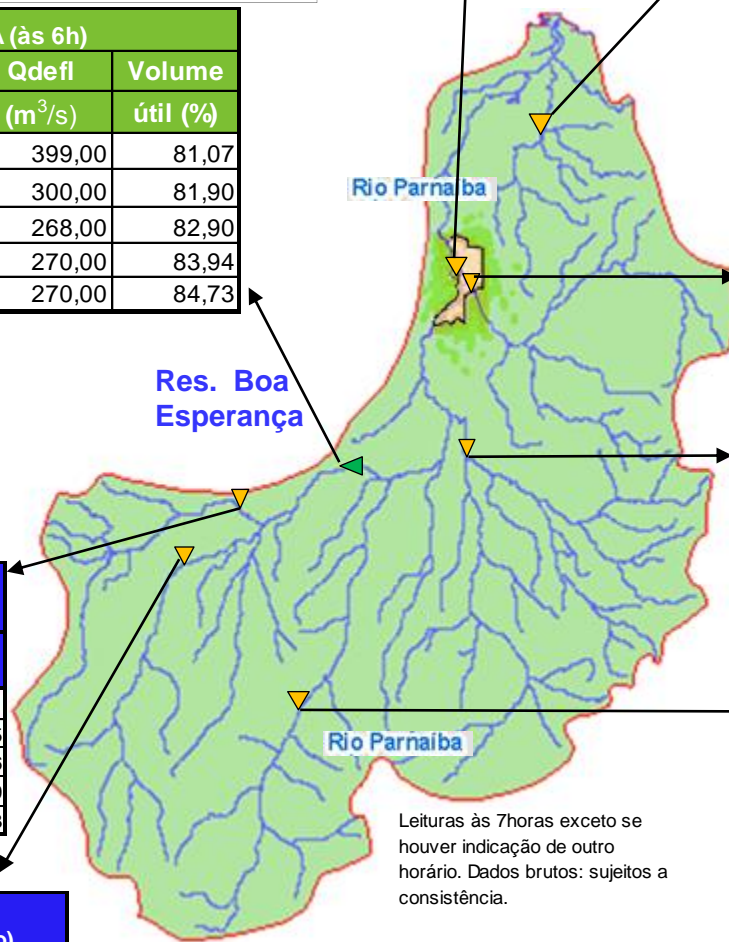 A (às 6h)
Qdefl Volume
(m³/s) útil (%)
399,00 81,07
300,00 81,90
268,00 82,90
270,00 83,94
270,00 84,73
Rio Parnaíba
Res. Boa
Esperança
Rio Parnaíba
Leituras às 7horas exceto se
houver indicação de outro
horário. Dados brutos: sujeitos a
consistência.